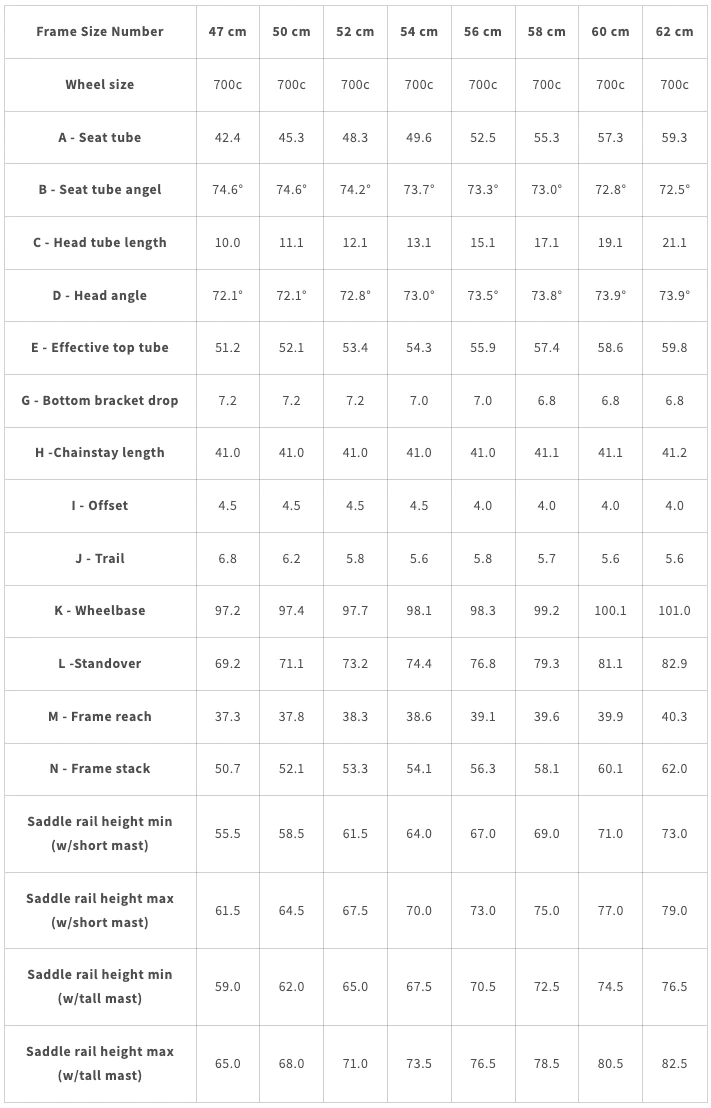 Frame Size Number 47 cm 50 cm 52 cm 54 cm 56 cm 58 cm 60 cm 62 cm
Wheel size 700c 700c 700c 700c 700c 700c 700c 700c
A - Seat tube 42.4 45.3 48.3 49.6 52.5 55.3 57.3 59.3
B - Seat tube angel 74.6° 74.6° 74.2° 73.7° 73.3° 73.0° 72.8° 72.5°
C - Head tube length 10.0 11.1 12.1 13.1 15.1 17.1 19.1 21.1
D - Head angle 72.1° 72.1° 72.8° 73.0° 73.5° 73.8° 73.9° 73.9°
E - Effective top tube 51.2 52.1 53.4 54.3 55.9 57.4 58.6 59.8
G - Bottom bracket drop 7.2 7.2 7.2 7.0 7.0 6.8 6.8 6.8
H -Chainstay length 41.0 41.0 41.0 41.0 41.0 41.1 41.1 41.2
I - Offset 4.5 4.5 4.5 4.5 4.0 4.0 4.0 4.0
J - Trail 6.8 6.2 5.8 5.6 5.8 5.7 5.6 5.6
K - Wheelbase 97.2 97.4 97.7 98.1 98.3 99.2 100.1 101.0
L -Standover 69.2 71.1 73.2 74.4 76.8 79.3 81.1 82.9
M - Frame reach 37.3 37.8 38.3 38.6 39.1 39.6 39.9 40.3
N - Frame stack 50.7 52.1 53.3 54.1 56.3 58.1 60.1 62.0
Saddle rail height min
(w/short mast) 55.5 58.5 61.5 64.0 67.0 69.0 71.0 73.0
Saddle rail height max
(w/short mast) 61.5 64.5 67.5 70.0 73.0 75.0 77.0 79.0
Saddle rail height min
(w/tall mast) 59.0 62.0 65.0 67.5 70.5 72.5 74.5 76.5
Saddle rail height max
(w/tall mast) 65.0 68.0 71.0 73.5 76.5 78.5 80.5 82.5